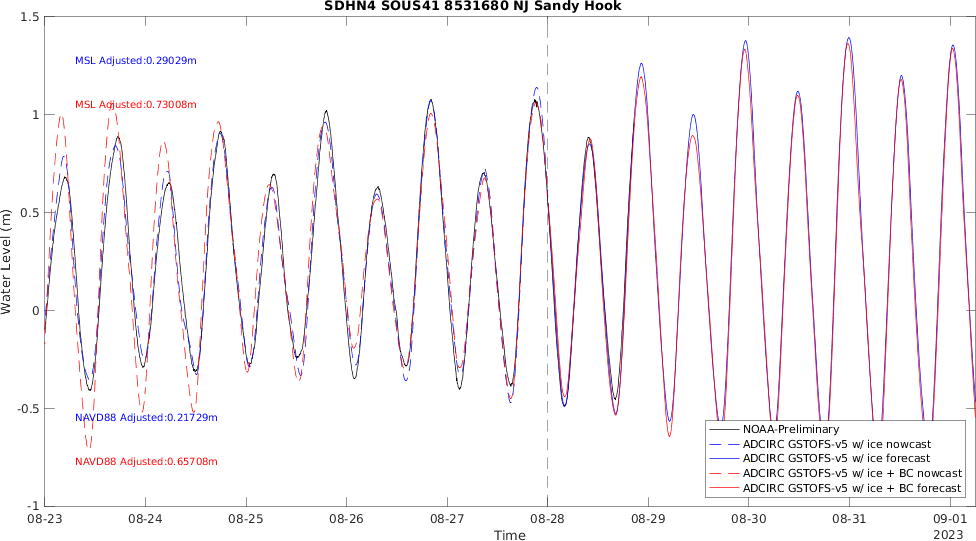 SDHN4 SOUS41 8531680 NJ Sandy Hook
1.5
1
0.5
0
-0.5
-1
Water Level (m)
MSL Adjusted:0.29029m
MSL Adjusted:0.73008m
NAVD88 Adjusted:0.21729m
NAVD88 Adjusted:0.65708m
NOAA-Preliminary
ADCIRC GSTOFS-v5 w/ ice nowcast
ADCIRC GSTOFS-v5 w/ ice forecast
ADCIRC GSTOFS-v5 w/ ice + BC nowcast
ADCIRC GSTOFS-v5 w/ ice + BC forecast
08-23 08-24 08-25 08-26 08-27 08-28 08-29 08-30 08-31 09-01
2023
Time